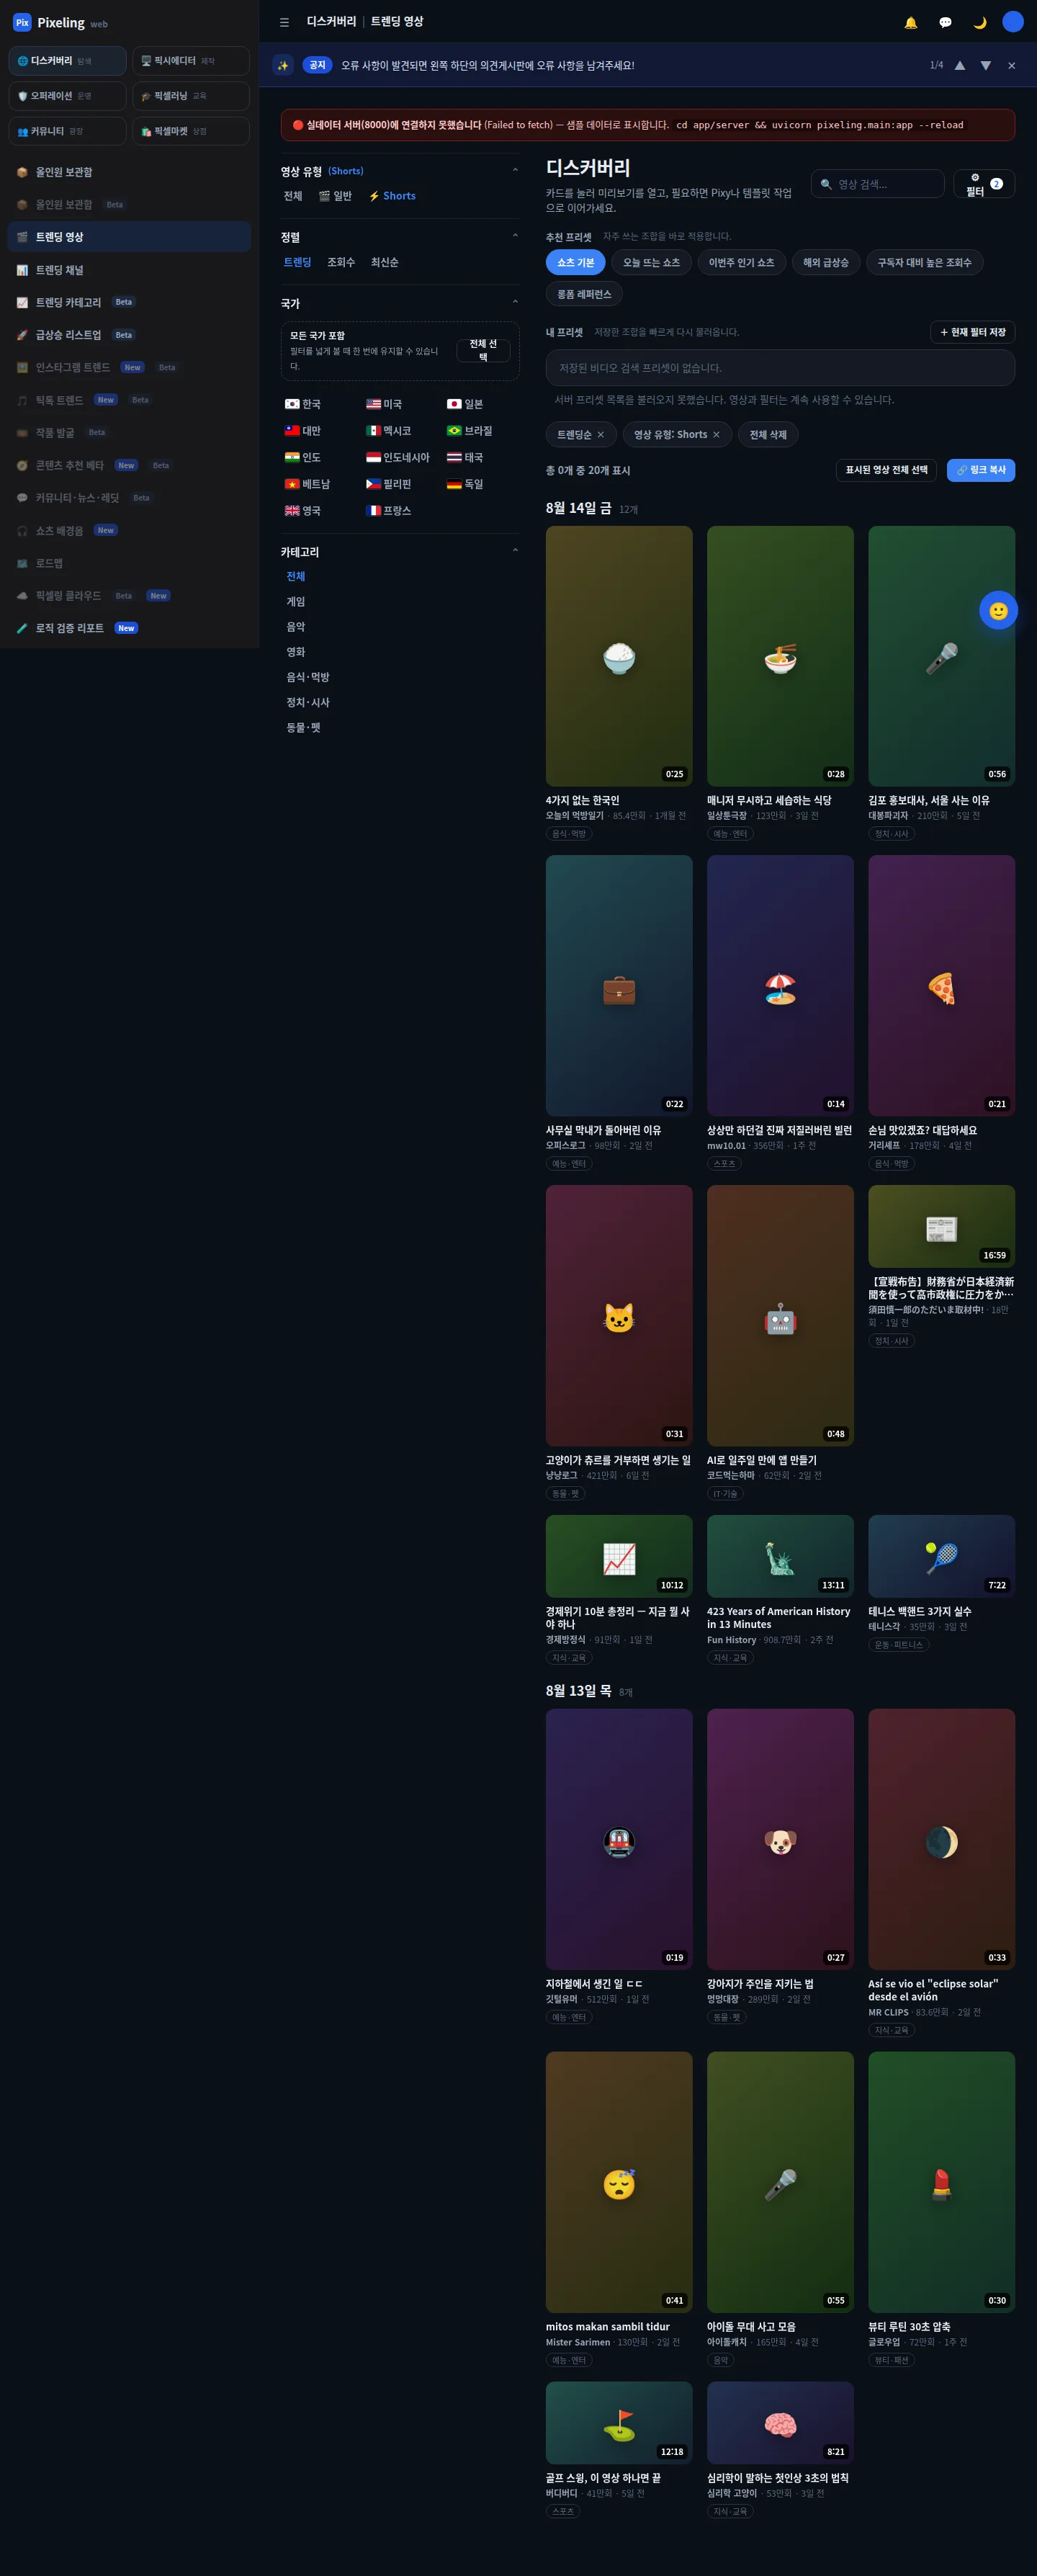 Pix Pixeling web
🌐 디스커버리 탐색
🖥️ 픽시에디터 제작
🛡️ 오퍼레이션 운영
🎓 픽셀러닝 교육
👥 커뮤니티 광장
🛍️ 픽셀마켓 상점
📦 올인원 보관함
📦 올인원 보관함 Beta
🎬 트렌딩 영상
📊 트렌딩 채널
📈 트렌딩 카테고리 Beta
🚀 급상승 리스트업 Beta
🖼️ 인스타그램 트렌드 New Beta
🎵 틱톡 트렌드 New Beta
작품 발굴 Beta
🧭 콘텐츠 추천 베타 New Beta
💬 커뮤니티·뉴스·레딧 Beta
🎧 쇼츠 배경음 New
🗺️ 로드맵
☁️ 픽셀링 클라우드 Beta New
🧪 로직 검증 리포트 New
☰ 디스커버리 | 트렌딩 영상
🔔 💬 🌙
✨ 공지 오류 사항이 발견되면 왼쪽 하단의 의견게시판에 오류 사항을 남겨주세요!
1/4 ▲ ▼ ✕
🔴 실데이터 서버(8000)에 연결하지 못했습니다 (Failed to fetch) — 샘플 데이터로 표시합니다. cd app/server && uvicorn pixeling.main:app --reload
영상 유형 (Shorts)
전체 🎬 일반 ⚡ Shorts
정렬
트렌딩 조회수 최신순
국가
모든 국가 포함
필터를 넓게 볼 때 한 번에 유지할 수 있습니
다.
전체 선
택
🇰🇷 한국 🇺🇸 미국 🇯🇵 일본
🇹🇼 대만 🇲🇽 멕시코 🇧🇷 브라질
🇮🇳 인도 🇮🇩 인도네시아 🇹🇭 태국
🇻🇳 베트남 🇵🇭 필리핀 🇩🇪 독일
🇬🇧 영국 🇫🇷 프랑스
카테고리
전체
게임
음악
영화
음식·먹방
정치·시사
동물·펫
디스커버리
카드를 눌러 미리보기를 열고, 필요하면 Pixy나 템플릿 작업
으로 이어가세요.
🔍 영상 검색...
⚙
필터 2
추천 프리셋 자주 쓰는 조합을 바로 적용합니다.
쇼츠 기본 오늘 뜨는 쇼츠 이번주 인기 쇼츠 해외 급상승 구독자 대비 높은 조회수
롱폼 레퍼런스
내 프리셋 저장한 조합을 빠르게 다시 불러옵니다.
+ 현재 필터 저장
저장된 비디오 검색 프리셋이 없습니다.
서버 프리셋 목록을 불러오지 못했습니다. 영상과 필터는 계속 사용할 수 있습니다.
트렌딩순 ✕ 영상 유형: Shorts ✕ 전체 삭제
총 0개 중 20개 표시
표시된 영상 전체 선택
🔗 링크 복사
8월 14일 금 12개
0:25
4가지 없는 한국인
오늘의 먹방일기 · 85.4만회 · 1개월 전
음식·먹방
0:28
매니저 무시하고 세습하는 식당
일상툰극장 · 123만회 · 3일 전
예능·엔터
0:56
김포 홍보대사, 서울 사는 이유
대봉파괴자 · 210만회 · 5일 전
정치·시사
0:22
사무실 막내가 돌아버린 이유
오피스로그 · 98만회 · 2일 전
예능·엔터
0:14
상상만 하던걸 진짜 저질러버린 빌런
mw10.01 · 356만회 · 1주 전
스포츠
0:21
손님 맛있겠죠? 대답하세요
거리셰프 · 178만회 · 4일 전
음식·먹방
0:31
고양이가 츄르를 거부하면 생기는 일
냥냥로그 · 421만회 · 6일 전
동물·펫
0:48
AI로 일주일 만에 앱 만들기
코드먹는하마 · 62만회 · 2일 전
IT·기술
16:59
【宣戦布告】財務省が日本経済新
聞を使って高市政権に圧力をか…
須田慎一郎のただいま取材中! · 18만
회 · 1일 전
정치·시사
10:12
경제위기 10분 총정리 — 지금 뭘 사
야 하나
경제방정식 · 91만회 · 1일 전
지식·교육
13:11
423 Years of American History
in 13 Minutes
Fun History · 908.7만회 · 2주 전
지식·교육
7:22
테니스 백핸드 3가지 실수
테니스각 · 35만회 · 3일 전
운동·피트니스
8월 13일 목 8개
0:19
지하철에서 생긴 일 ㄷㄷ
깃털유머 · 512만회 · 1일 전
예능·엔터
0:27
강아지가 주인을 지키는 법
멍멍대장 · 289만회 · 2일 전
동물·펫
0:33
Así se vio el "eclipse solar"
desde el avión
MR CLIPS · 83.6만회 · 2일 전
지식·교육
0:41
mitos makan sambil tidur
Mister Sarimen · 130만회 · 2일 전
예능·엔터
0:55
아이돌 무대 사고 모음
아이돌캐치 · 165만회 · 4일 전
음악
0:30
뷰티 루틴 30초 압축
글로우업 · 72만회 · 1주 전
뷰티·패션
12:18
골프 스윙, 이 영상 하나면 끝
버디버디 · 41만회 · 5일 전
스포츠
8:21
심리학이 말하는 첫인상 3초의 법칙
심리학 고양이 · 53만회 · 3일 전
지식·교육